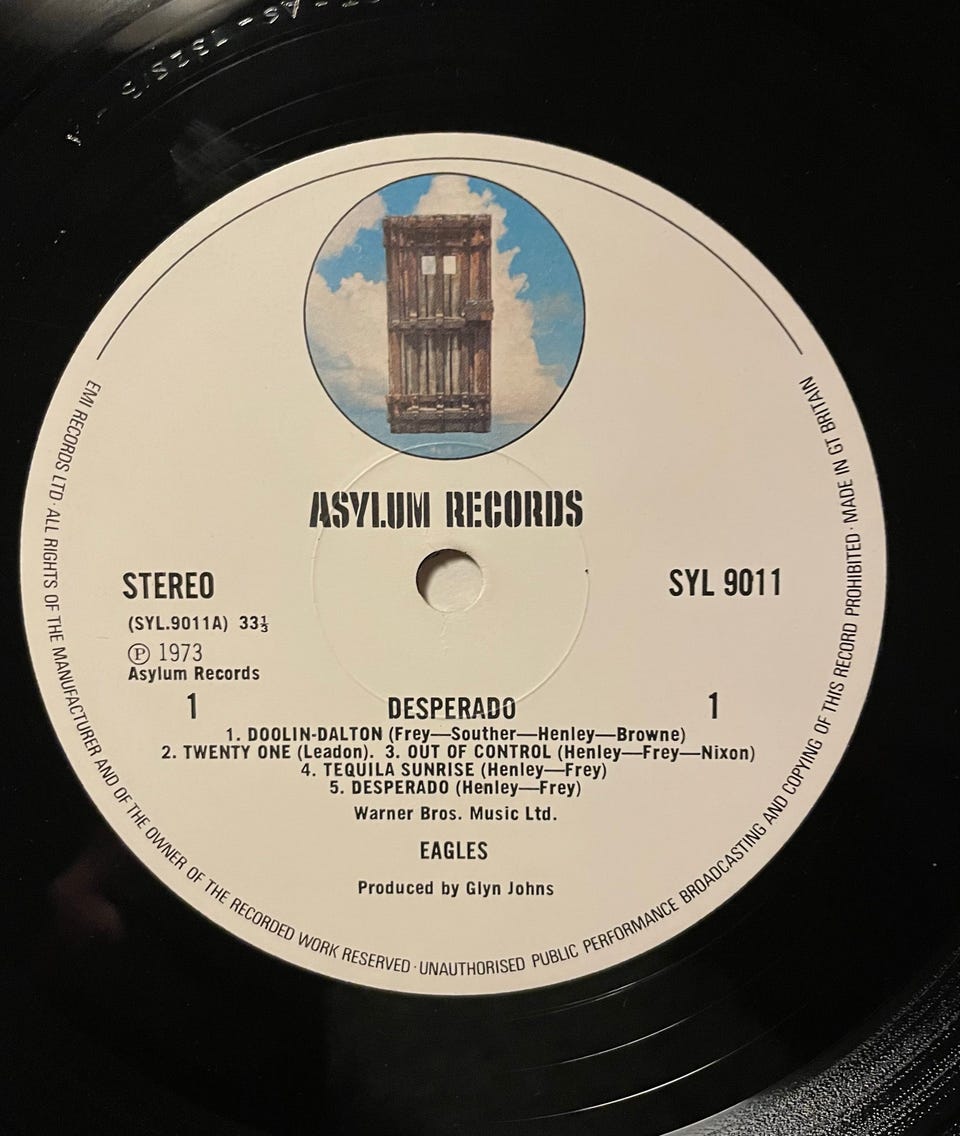 ASYLUM RECORDS
STEREO
SYL 9011
(SYL.9011A) 33⅓
Ⓟ 1973
Asylum Records
1
1
DESPERADO
1. DOOLIN-DALTON (Frey—Souther—Henley—Browne)
2. TWENTY ONE (Leadon). 3. OUT OF CONTROL (Henley—Frey—Nixon)
4. TEQUILA SUNRISE (Henley—Frey)
5. DESPERADO (Henley—Frey)
Warner Bros. Music Ltd.
EAGLES
Produced by Glyn Johns
EMI RECORDS LTD · ALL RIGHTS OF THE MANUFACTURER AND OF THE OWNER OF THE RECORDED WORK RESERVED · UNAUTHORISED PUBLIC PERFORMANCE BROADCASTING AND COPYING OF THIS RECORD PROHIBITED · MADE IN GT BRITAIN